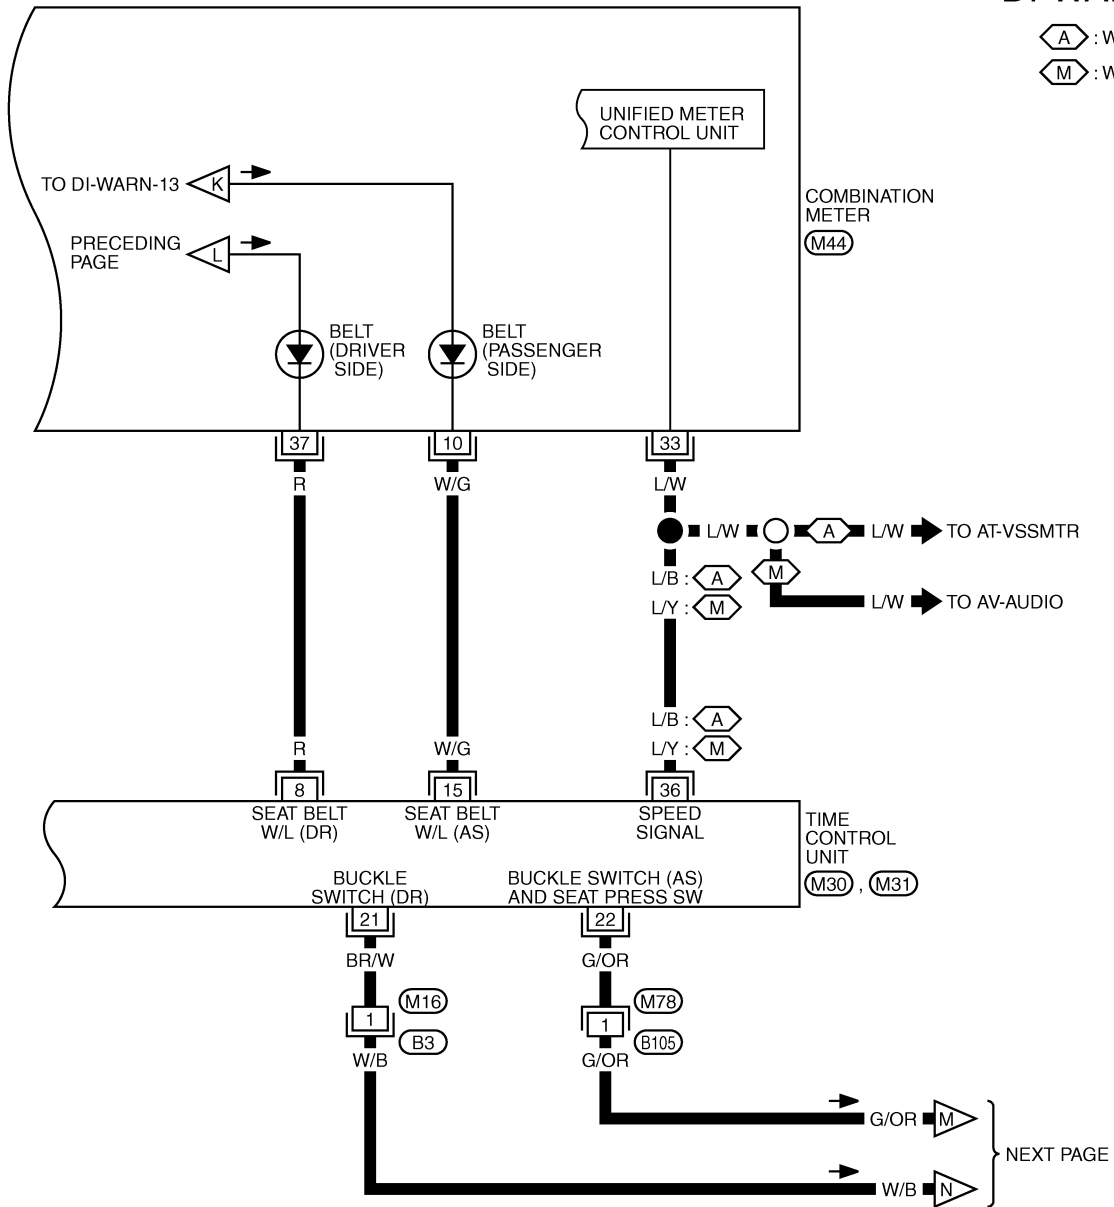 A : W
M : W
UNIFIED METER
CONTROL UNIT
TO DI-WARN-13
K
COMBINATION
METER
M44
PRECEDING
PAGE
L
BELT
(DRIVER
SIDE)
BELT
(PASSENGER
SIDE)
37
10
33
R
W/G
L/W
L/W
A
L/W
TO AT-VSSMTR
L/B : A
M
L/Y : M
L/W
TO AV-AUDIO
L/B : A
R
W/G
L/Y : M
8
15
36
SEAT BELT
W/L (DR)
SEAT BELT
W/L (AS)
SPEED
SIGNAL
TIME
CONTROL
UNIT
M30 , M31
BUCKLE
SWITCH (DR)
BUCKLE SWITCH (AS)
AND SEAT PRESS SW
21
22
BR/W
G/OR
M16
M78
1
1
B3
B105
W/B
G/OR
G/OR
M
NEXT PAGE
W/B
N